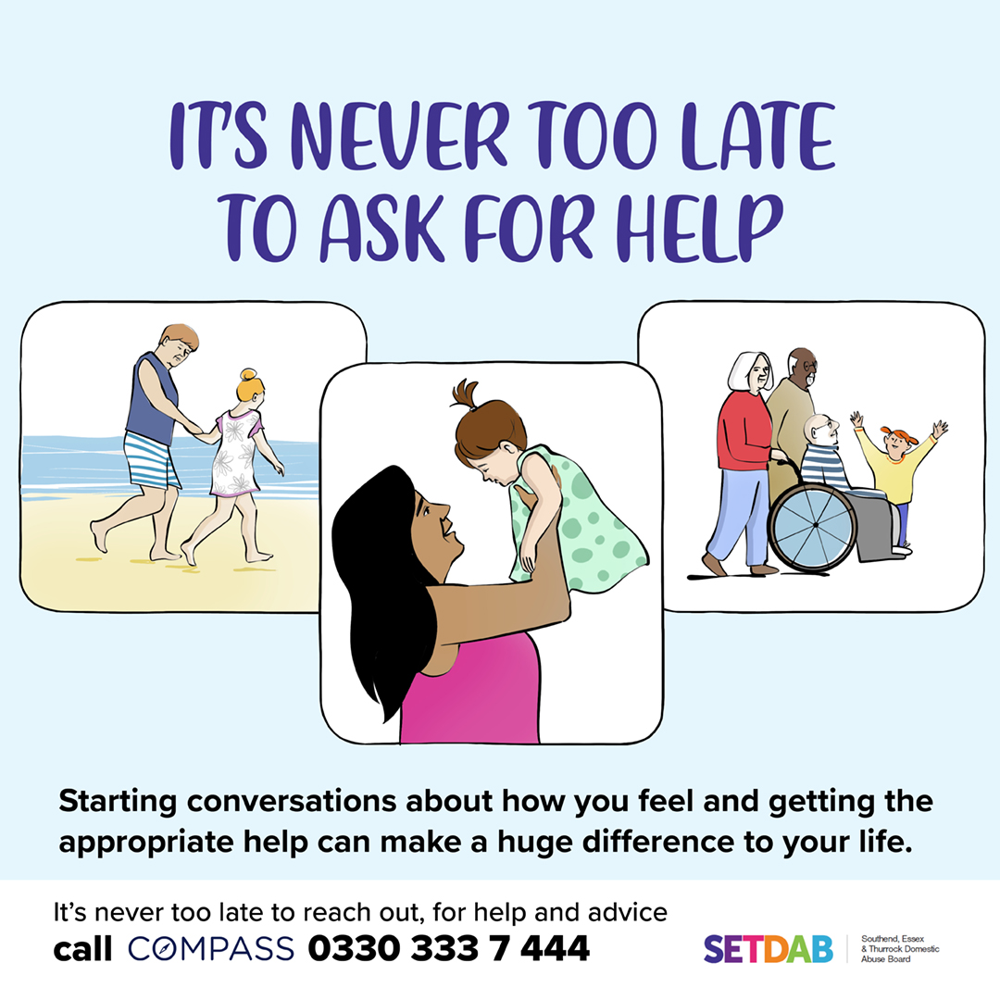 IT'S NEVER TOO LATE
TO ASK FOR HELP
Starting conversations about how you feel and getting the
appropriate help can make a huge difference to your life.
It's never too late to reach out, for help and advice
call COMPASS 0330 333 7 444
SETDAB
Southend, Essex
& Thurrock Domestic
Abuse Board